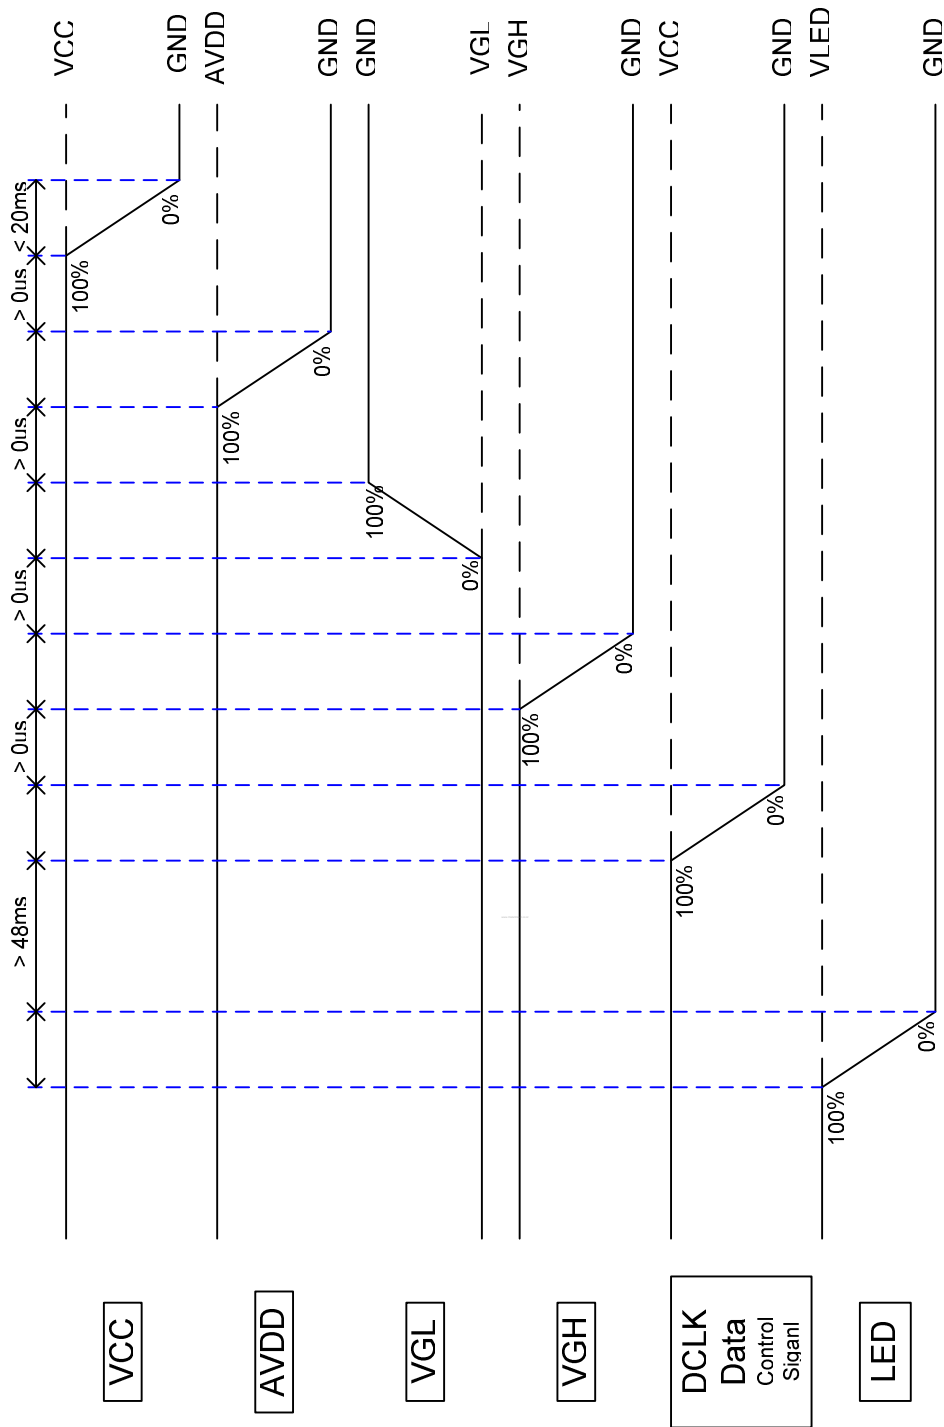 > 48ms
> 0us
> 0us
> 0us
> 0us
< 20ms
VCC
100%
0%
VCC
GND
AVDD
100%
0%
AVDD
GND
VGL
0%
100%
GND
VGL
VGH
100%
0%
VGH
GND
DCLK
Data
Control
Siganl
100%
0%
VCC
GND
LED
100%
0%
VLED
GND